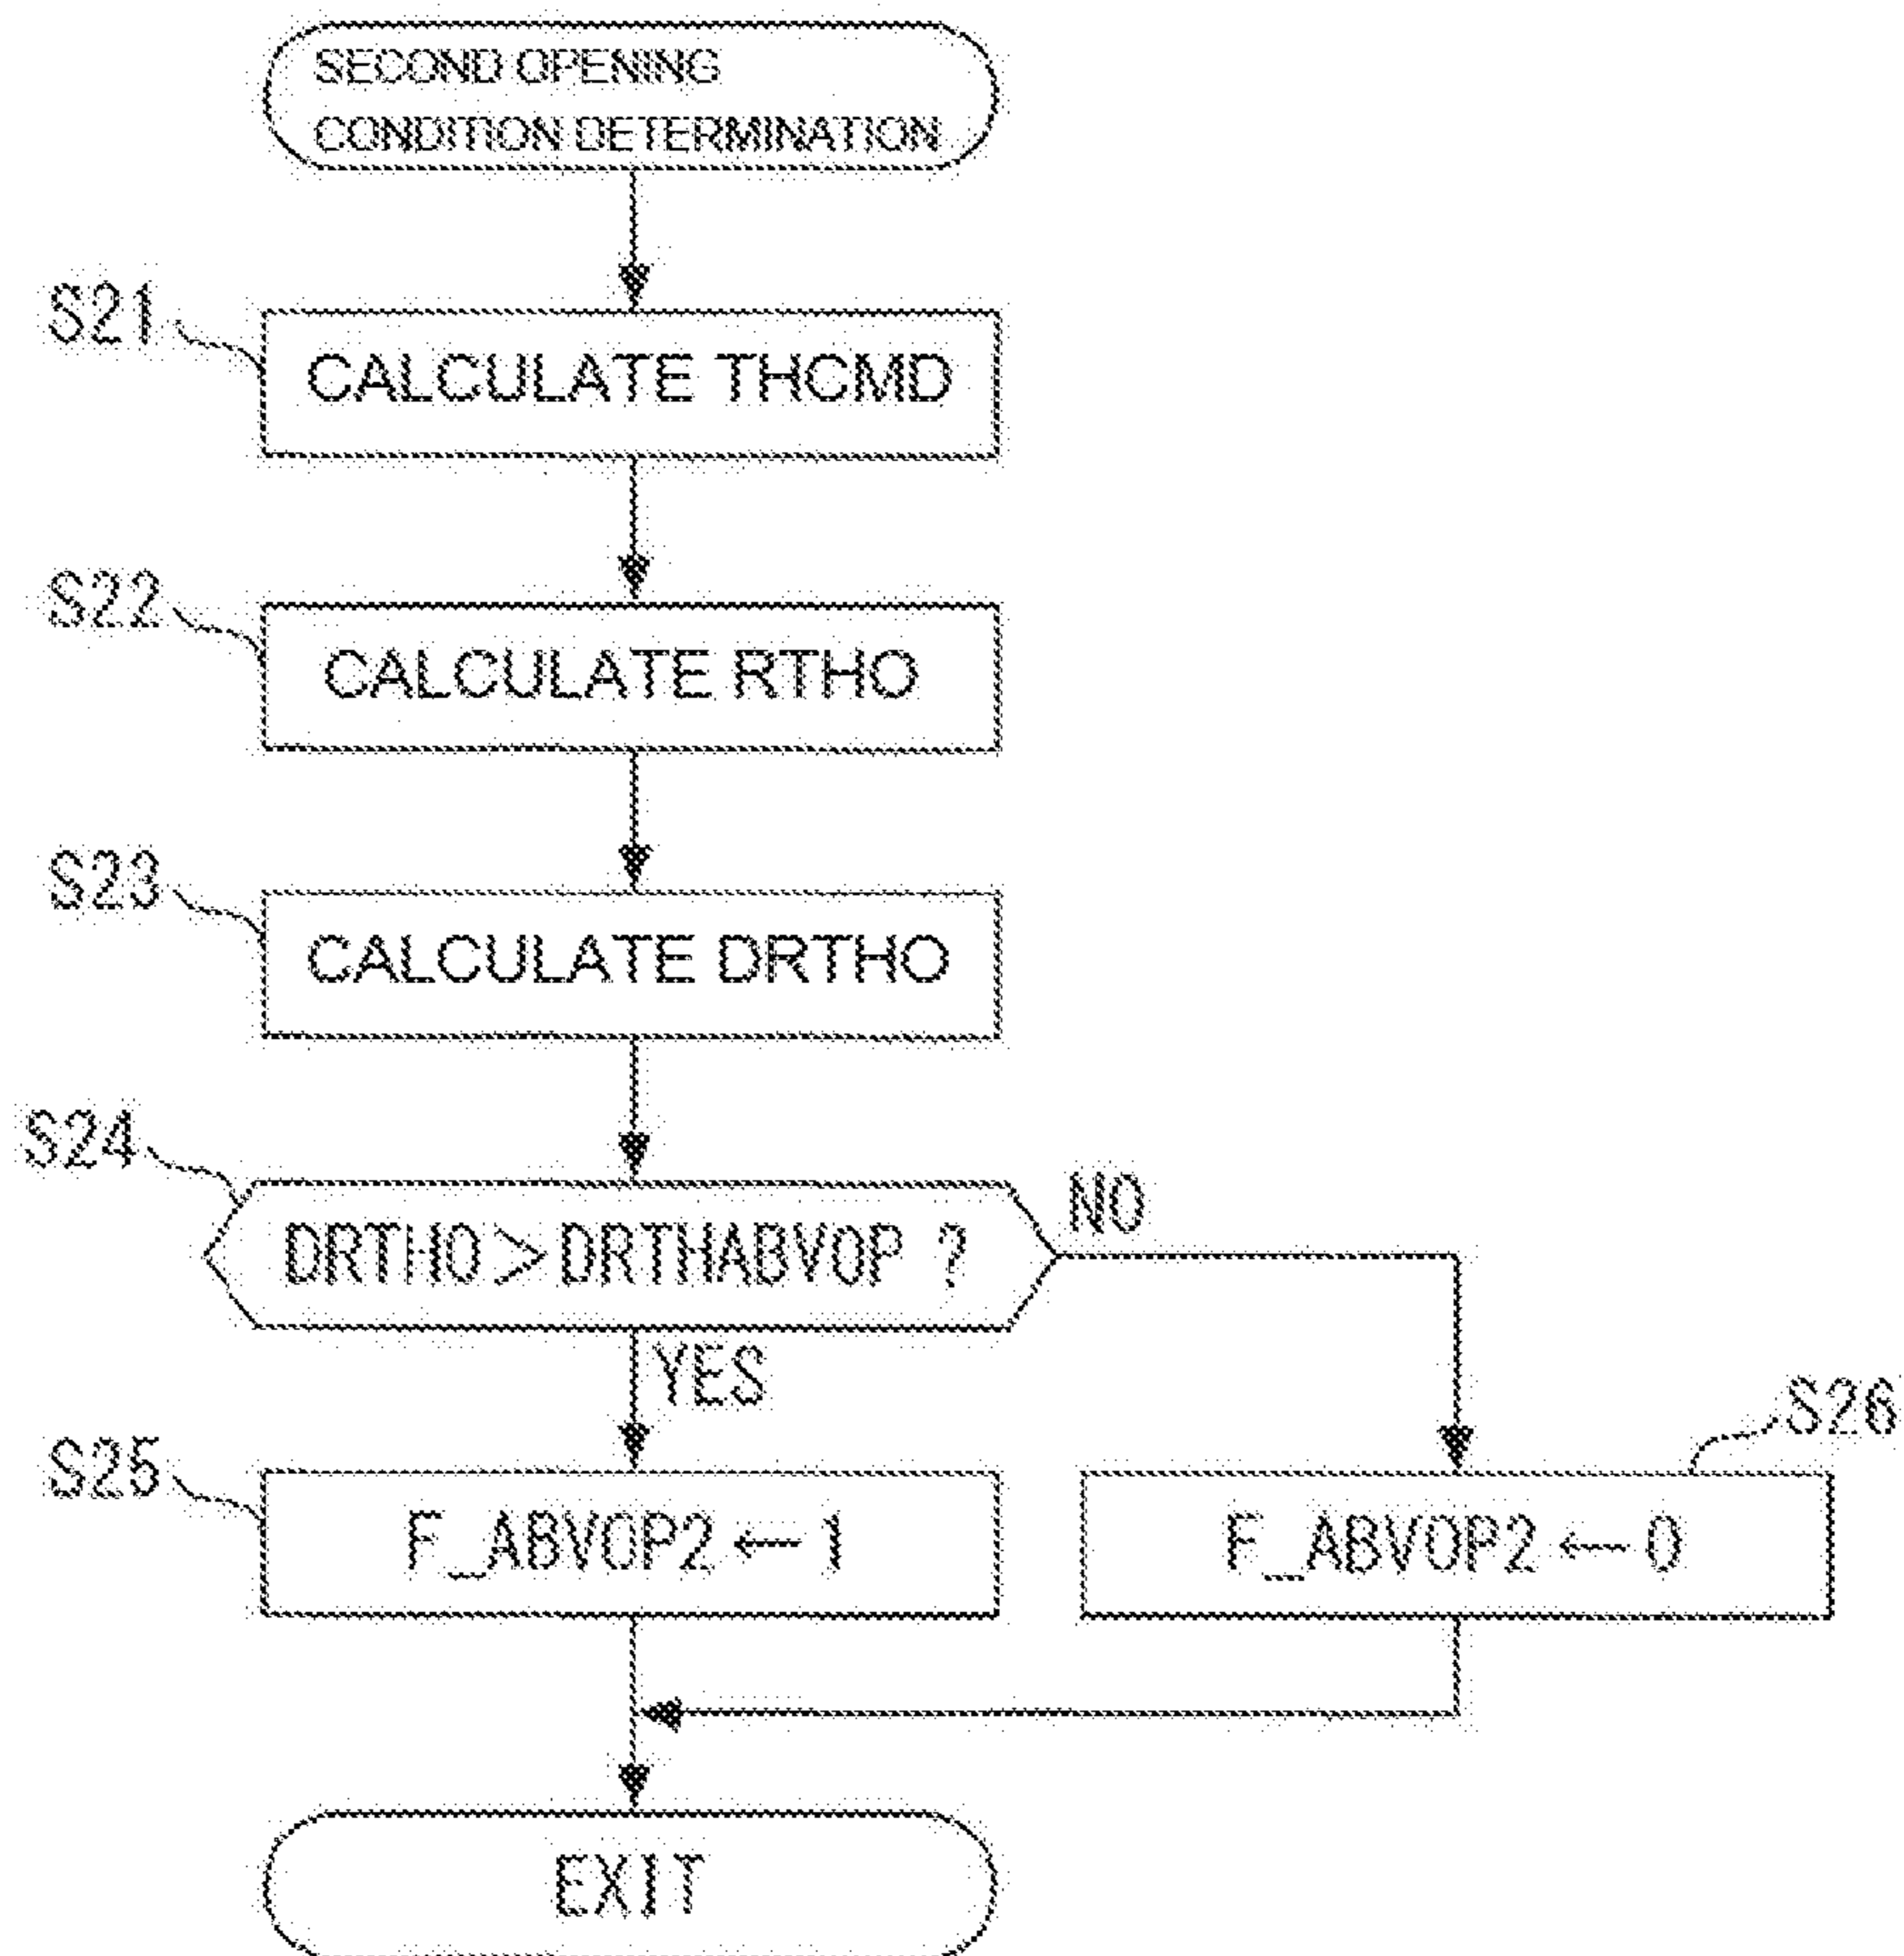 SECOND OPENING
CONDITION DETERMINATION
S21
CALCULATE THCMD
S22
CALCULATE RTHO
S23
CALCULATE DRTHO
S24
DRTHO > DRTHABVOP ?
NO
YES
S25
F_ABVOP2 ← 1
S26
F_ABVOP2 ← 0
EXIT